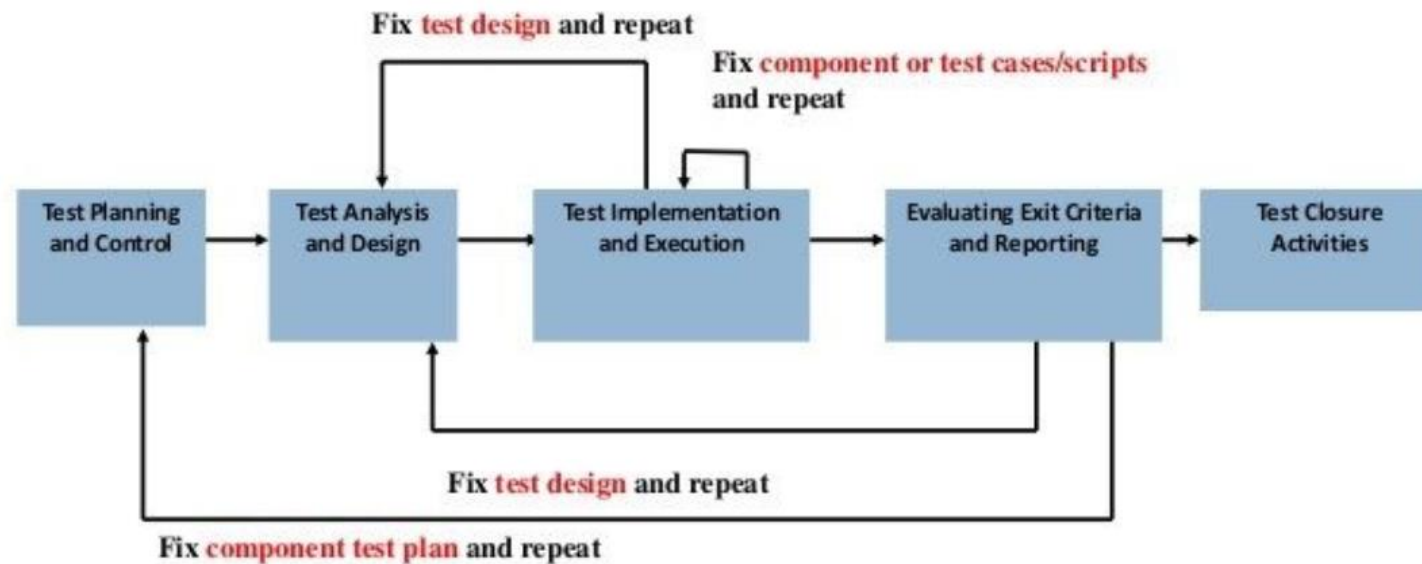 Fix test design and repeat
Fix component or test cases/scripts
and repeat
Test Planning
and Control
Test Analysis
and Design
Test Implementation
and Execution
Evaluating Exit Criteria
and Reporting
Test Closure
Activities
Fix test design and repeat
Fix component test plan and repeat